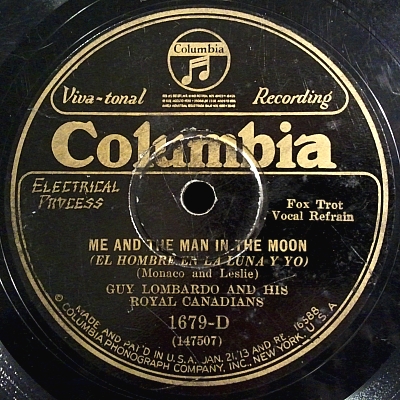 Columbia
Viva-tonal Recording
Columbia
ELECTRICAL PROCESS
Fox Trot
Vocal Refrain
ME AND THE MAN IN THE MOON
(EL HOMBRE EN LA LUNA Y YO)
(Monaco and Leslie)
GUY LOMBARDO AND HIS
ROYAL CANADIANS
1679-D
(147507)
MADE AND PAT'D IN U.S.A. JAN. 21, '13 AND RE. 16588
© COLUMBIA PHONOGRAPH COMPANY, INC., NEW YORK, U.S.A